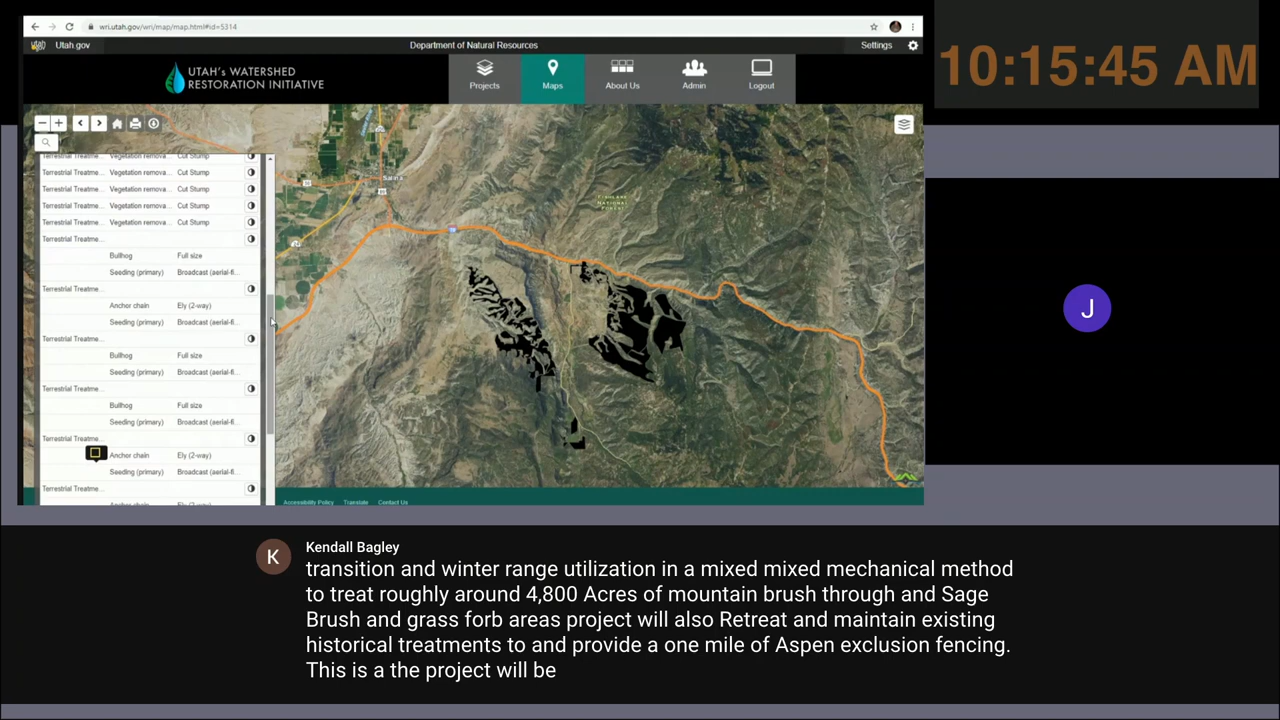 wri.utah.gov/wri/map/map.html#id=5314
10:15:45 AM
Utah.gov
Department of Natural Resources
Settings
UTAH'S WATERSHED
RESTORATION INITIATIVE
Projects
Maps
About Us
Admin
Logout
Terrestrial Treatme... Vegetation remova... Cut Stump
Terrestrial Treatme... Vegetation remova... Cut Stump
Terrestrial Treatme... Vegetation remova... Cut Stump
Terrestrial Treatme... Vegetation remova... Cut Stump
Terrestrial Treatme... Vegetation remova... Cut Stump
Terrestrial Treatme...
Bullhog Full size
Seeding (primary) Broadcast (aerial-fi...
Terrestrial Treatme...
Anchor chain Ely (2-way)
Seeding (primary) Broadcast (aerial-fi...
Terrestrial Treatme...
Bullhog Full size
Seeding (primary) Broadcast (aerial-fi...
Terrestrial Treatme...
Bullhog Full size
Seeding (primary) Broadcast (aerial-fi...
Terrestrial Treatme...
Anchor chain Ely (2-way)
Seeding (primary) Broadcast (aerial-fi...
Terrestrial Treatme...
Salina
Accessibility Policy Translate Contact Us
J
K
Kendall Bagley
transition and winter range utilization in a mixed mixed mechanical method
to treat roughly around 4,800 Acres of mountain brush through and Sage
Brush and grass forb areas project will also Retreat and maintain existing
historical treatments to and provide a one mile of Aspen exclusion fencing.
This is a the project will be